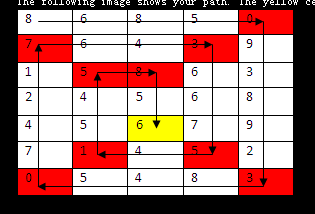 The following image shows your path. The yellow ce
8 6 8 5 0
7 6 4 3 9
1 5 8 6 3
2 4 5 6 8
4 5 6 7 9
7 1 4 5 2
0 5 4 8 3